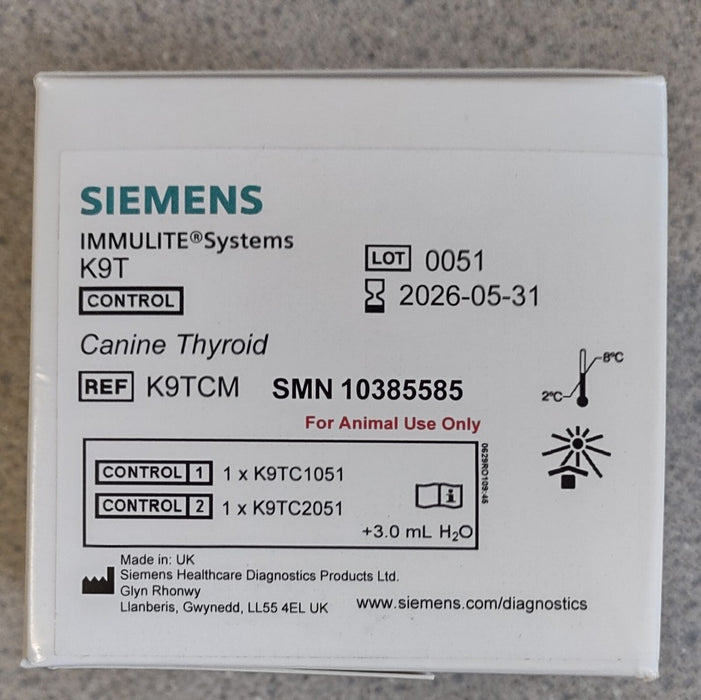 SIEMENS
IMMULITE®Systems
K9T
LOT 0051
CONTROL
2026-05-31
Canine Thyroid
8°C
REF K9TCM SMN 10385585
2°C
For Animal Use Only
CONTROL 1 1 x K9TC1051
CONTROL 2 1 x K9TC2051
i
+3.0 mL H₂O
Made in: UK
Siemens Healthcare Diagnostics Products Ltd.
Glyn Rhonwy
Llanberis, Gwynedd, LL55 4EL UK www.siemens.com/diagnostics